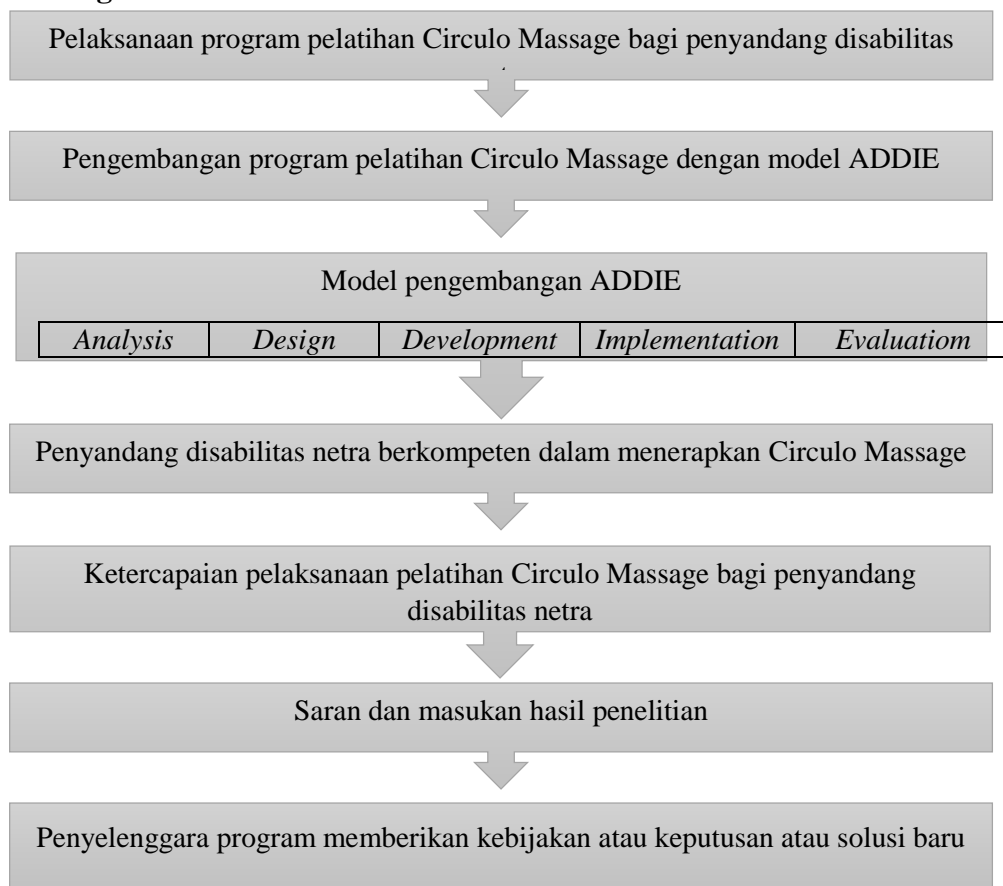 Pelaksanaan program pelatihan Circulo Massage bagi penyandang disabilitas
Pengembangan program pelatihan Circulo Massage dengan model ADDIE
Model pengembangan ADDIE
Analysis Design Development Implementation Evaluatiom
Penyandang disabilitas netra berkompeten dalam menerapkan Circulo Massage
Ketercapaian pelaksanaan pelatihan Circulo Massage bagi penyandang
disabilitas netra
Saran dan masukan hasil penelitian
Penyelenggara program memberikan kebijakan atau keputusan atau solusi baru